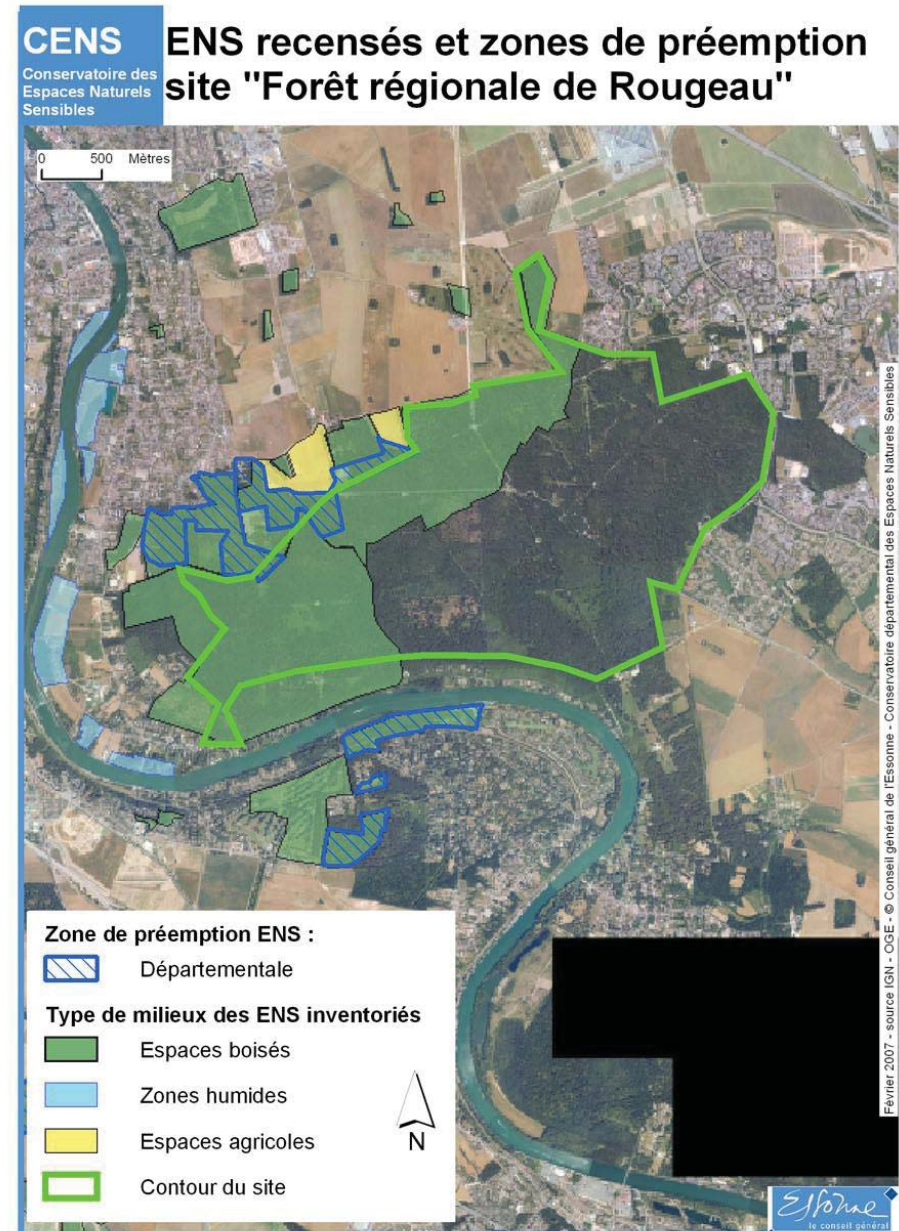 CENS
Conservatoire des
Espaces Naturels
Sensibles
ENS recensés et zones de préemption
site "Forêt régionale de Rougeau"
0 500 Mètres
Février 2007 - source IGN - OGE - © Conseil général de l'Essonne - Conservatoire départemental des Espaces Naturels Sensibles
Zone de préemption ENS :
Départementale
Type de milieux des ENS inventoriés
Espaces boisés
Zones humides
Espaces agricoles
Contour du site
N
Essonne
le conseil général